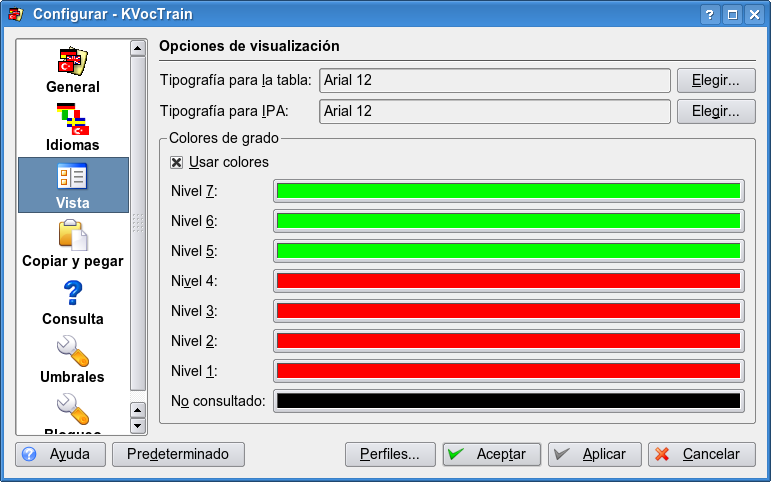 Configurar - KVocTrain
General
Idiomas
Vista
Copiar y pegar
Consulta
Umbrales
Opciones de visualización
Tipografía para la tabla: Arial 12 Elegir...
Tipografía para IPA: Arial 12 Elegir...
Colores de grado
Usar colores
Nivel 7:
Nivel 6:
Nivel 5:
Nivel 4:
Nivel 3:
Nivel 2:
Nivel 1:
No consultado:
Ayuda Predeterminado Perfiles... Aceptar Aplicar Cancelar